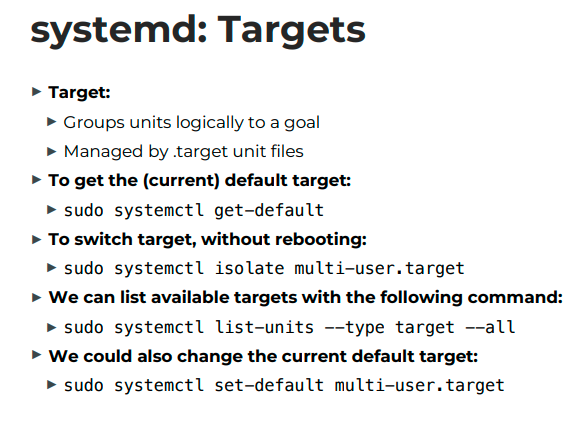 systemd: Targets
▶ Target:
▶ Groups units logically to a goal
▶ Managed by .target unit files
▶ To get the (current) default target:
▶ sudo systemctl get-default
▶ To switch target, without rebooting:
▶ sudo systemctl isolate multi-user.target
▶ We can list available targets with the following command:
▶ sudo systemctl list-units --type target --all
▶ We could also change the current default target:
▶ sudo systemctl set-default multi-user.target